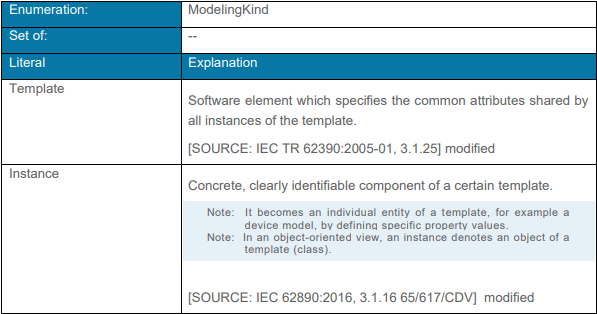 Enumeration: ModelingKind
Set of: --
Literal Explanation
Template
Software element which specifies the common attributes shared by
all instances of the template.
[SOURCE: IEC TR 62390:2005-01, 3.1.25] modified
Instance
Concrete, clearly identifiable component of a certain template.
Note: It becomes an individual entity of a template, for example a
device model, by defining specific property values.
Note: In an object-oriented view, an instance denotes an object of a
template (class).
[SOURCE: IEC 62890:2016, 3.1.16 65/617/CDV] modified